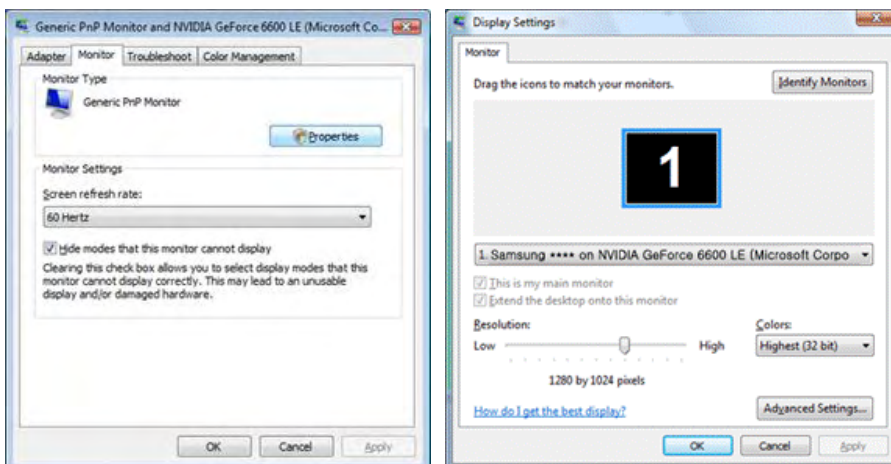 Generic PnP Monitor and NVIDIA GeForce 6600 LE (Microsoft Co...
Adapter Monitor Troubleshoot Color Management
Monitor Type
Generic PnP Monitor
Properties
Monitor Settings
Screen refresh rate:
60 Hertz
Hide modes that this monitor cannot display
Clearing this check box allows you to select display modes that this
monitor cannot display correctly. This may lead to an unusable
display and/or damaged hardware.
OK Cancel Apply
Display Settings
Monitor
Drag the icons to match your monitors.
Identify Monitors
1
1. Samsung **** on NVIDIA GeForce 6600 LE (Microsoft Corpo
This is my main monitor
Extend the desktop onto this monitor
Resolution:
Colors:
Low High
Highest (32 bit)
1280 by 1024 pixels
How do I get the best display?
Advanced Settings...
OK Cancel Apply